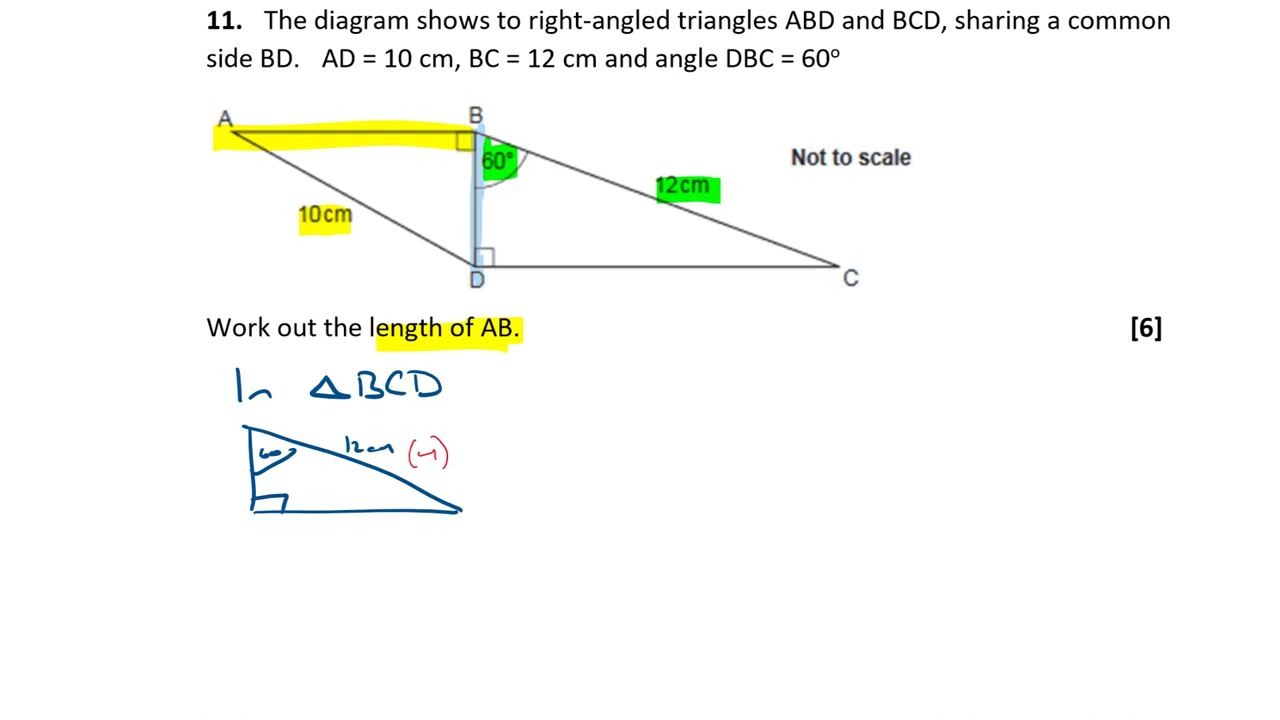 11. The diagram shows to right-angled triangles ABD and BCD, sharing a common
side BD. AD = 10 cm, BC = 12 cm and angle DBC = 60°
A
B
60°
Not to scale
12cm
10cm
D
C
Work out the length of AB.
[6]
In △BCD
60
12cm